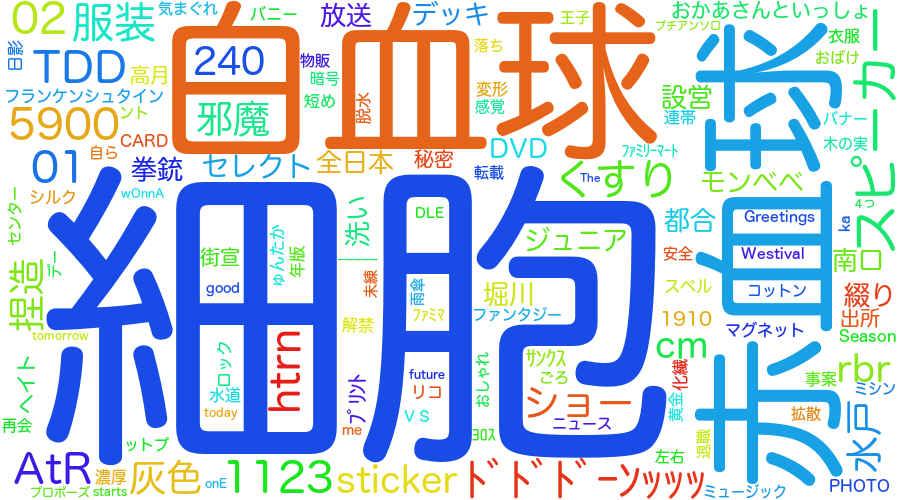 02
服装
気まぐれ
バニー
放送
デッキ
王子
おかあさんといっしょ
プチアンソロ
日影
TDD
高月
白血球
240
物販
暗号
落ち
衣服
おばけ
フランケンシュタイン
ント
邪魔
短め
脱水
変形
感覚
設営
連帯
バナー
スピーカー
5900
CARD
自ら
DVD
ファミリーマート
木の実
01
拳銃
セレクト
全日本
秘密
転載
The
くすり
モンペペ
4つ
シルク
wOnnA
センター
細胞
DLE
都合
Greetings
ka
赤血球
洗い
街宣
ゆんたか
年版
ジュニア
安全
Westival
南口
捏造
デー
good
未練
雨傘
堀川
スペル
コットン
綴り
解禁
ファミマ
ファンタジー
1910
マグネット
出所
tomorrow
htrn
サンクス
cm
Season
ヘイト
ロック
水道
プリント
future
おしゃれ
ごろ
化繊
rbr
事案
リコ
ミシン
再会
today
me
VS
ショー
ニュース
黄金
拡散
水戸
ットプ
ヨロス
退職
AtR
濃厚
灰色
onE
1123
sticker
ドドドーンッッッ
左右
ミュージック
PHOTO
プロポーズ
starts